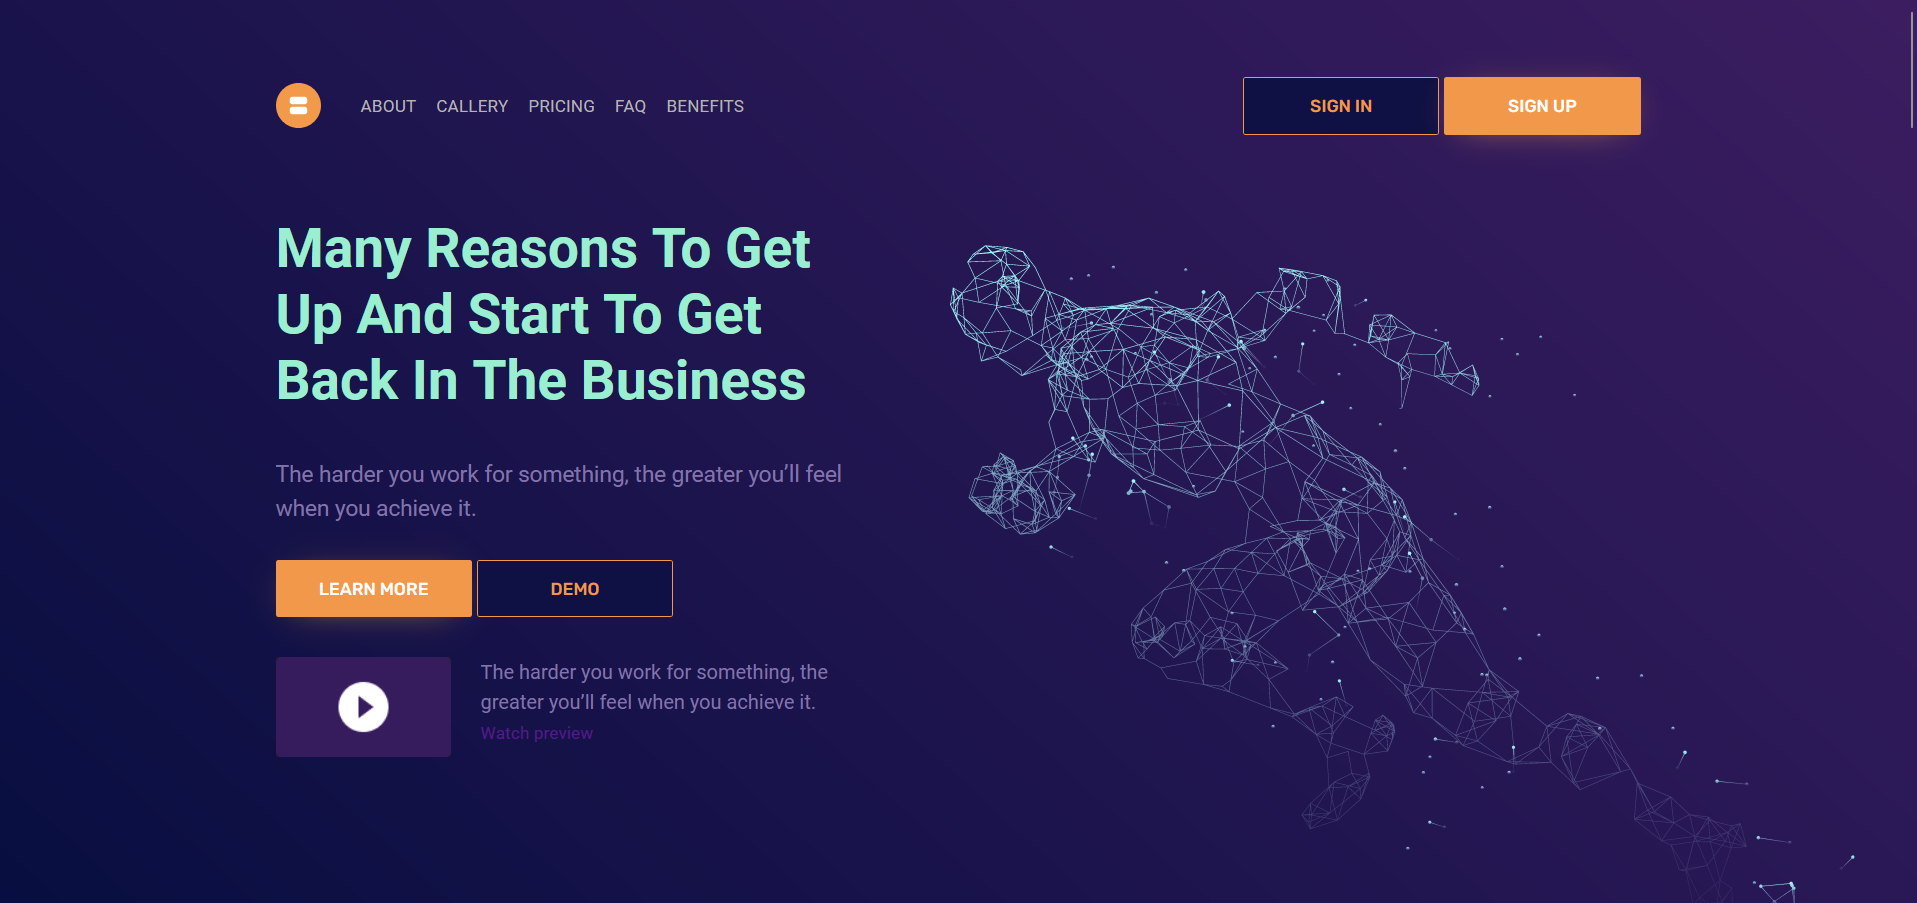 ABOUT CALLERY PRICING FAQ BENEFITS SIGN IN SIGN UP
Many Reasons To Get
Up And Start To Get
Back In The Business
The harder you work for something, the greater you’ll feel
when you achieve it.
LEARN MORE DEMO
The harder you work for something, the
greater you’ll feel when you achieve it.
Watch preview